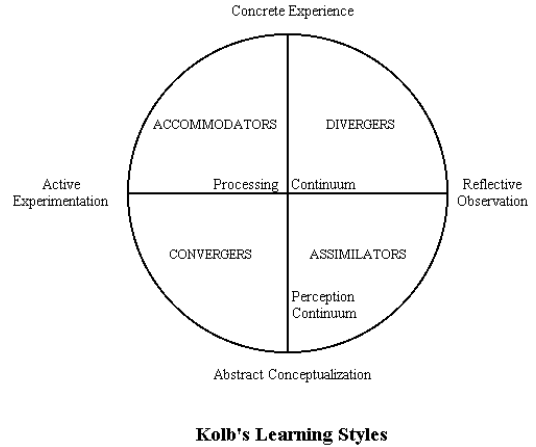 Concrete Experience
ACCOMMODATORS
DIVERGERS
Active
Experimentation
Processing
Continuum
Reflective
Observation
CONVERGERS
ASSIMILATORS
Perception
Continuum
Abstract Conceptualization
Kolb's Learning Styles